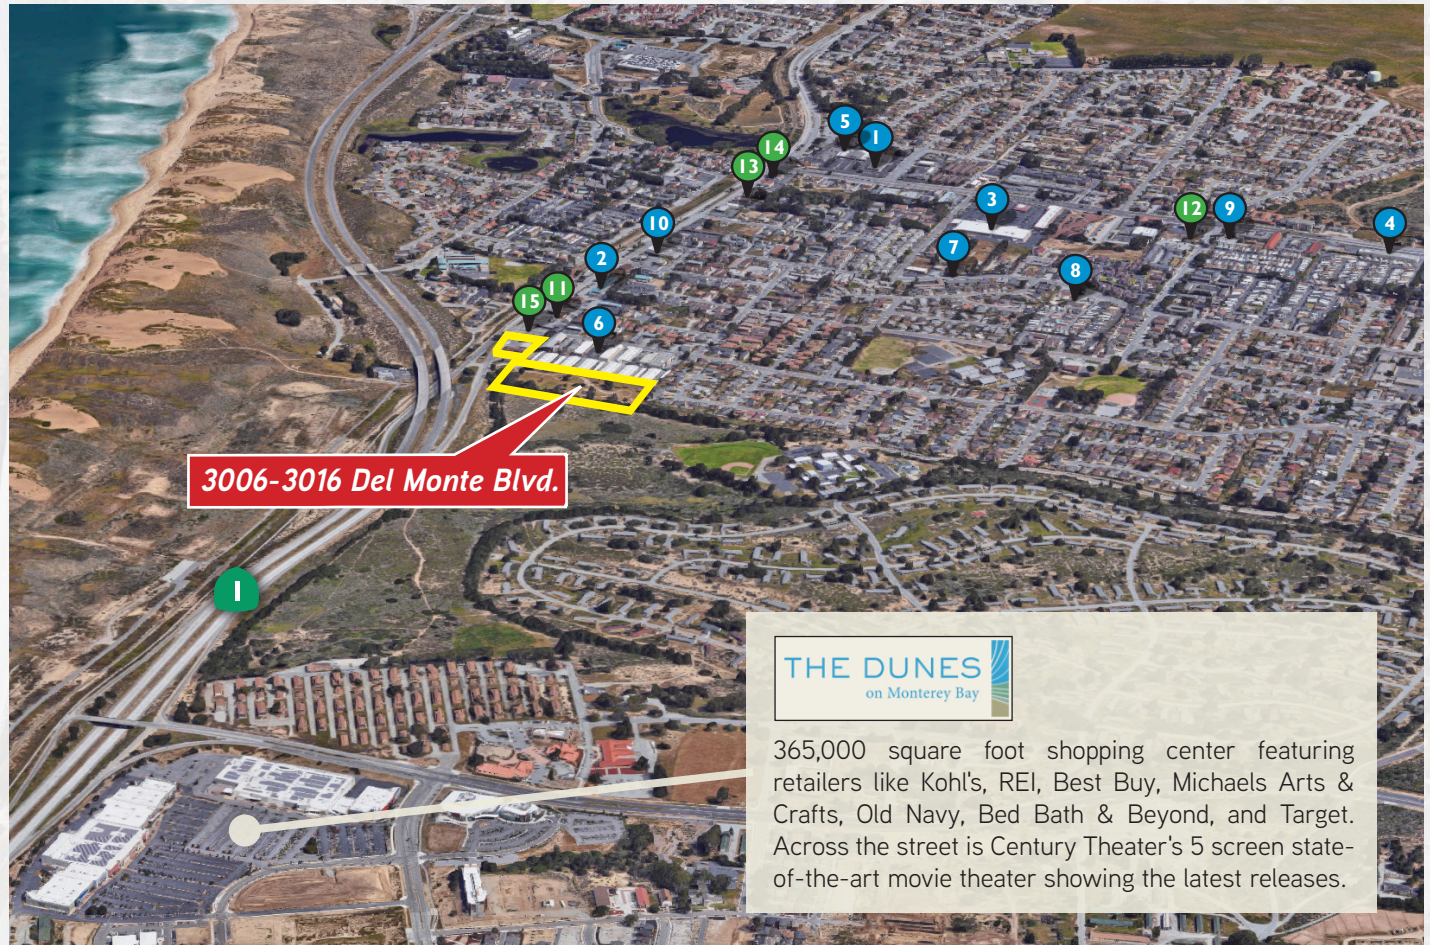 5
1
14
13
3
12
9
4
10
7
2
8
11
15
6
3006-3016 Del Monte Blvd.
1
THE DUNES
on Monterey Bay
365,000 square foot shopping center featuring
retailers like Kohl's, REI, Best Buy, Michaels Arts &
Crafts, Old Navy, Bed Bath & Beyond, and Target.
Across the street is Century Theater's 5 screen state-
of-the-art movie theater showing the latest releases.